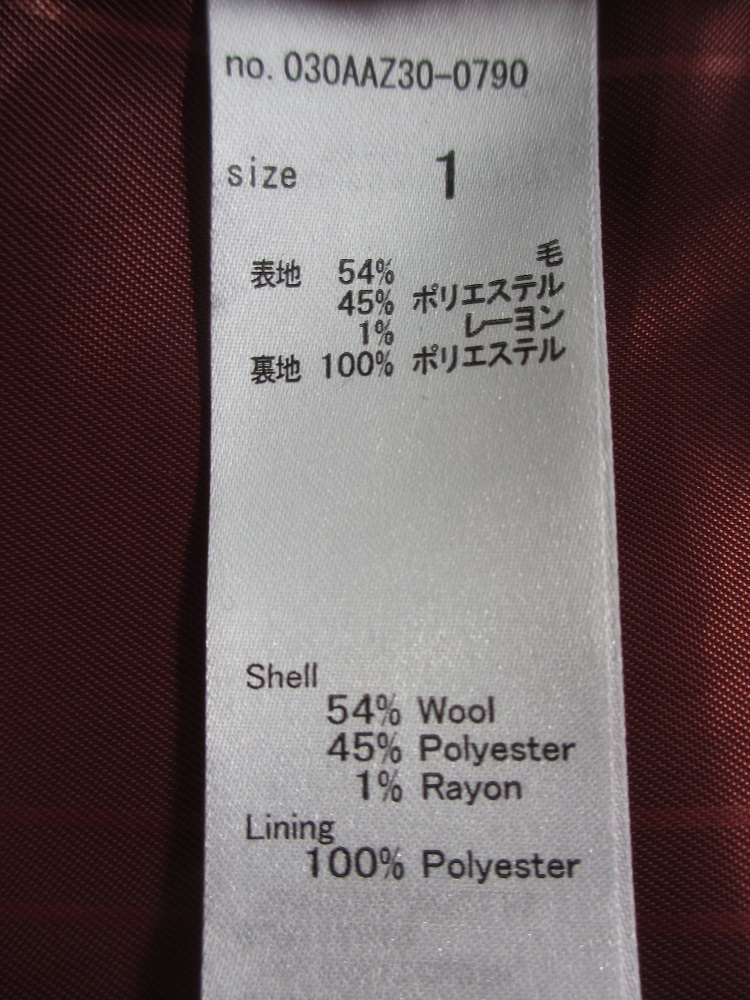 no. 030AAZ30-0790
size 1
表地 54% 毛
45% ポリエステル
1% レーヨン
裏地 100% ポリエステル
Shell
54% Wool
45% Polyester
1% Rayon
Lining
100% Polyester